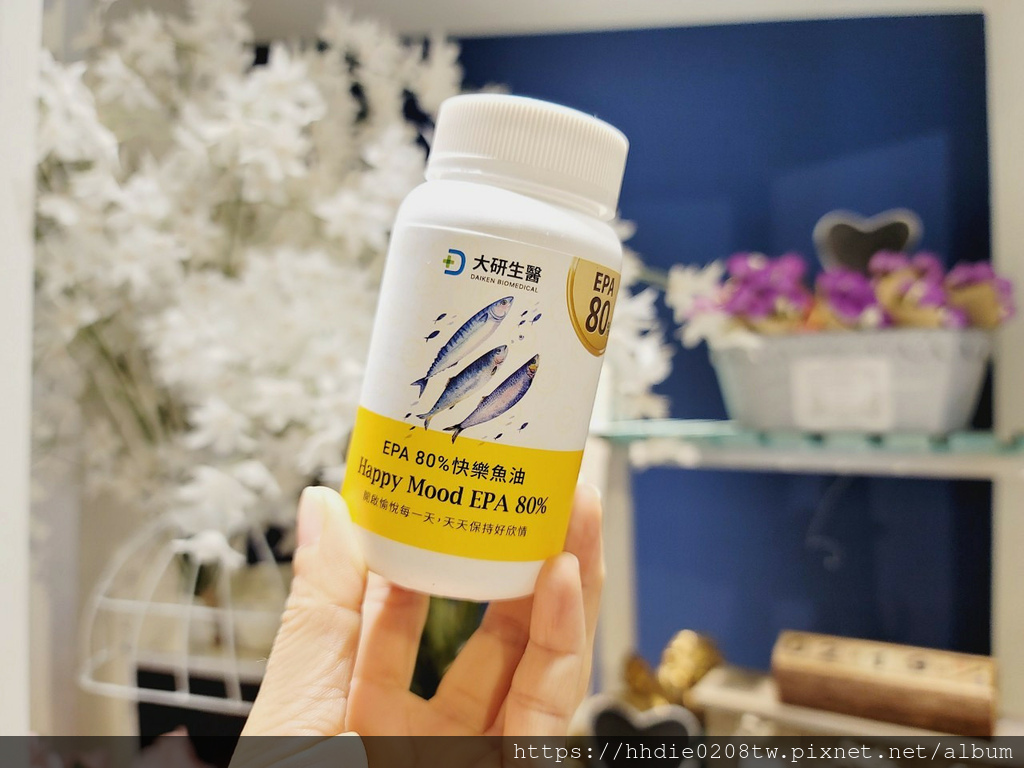 大研生醫
DAIKEN BIOMEDICAL
EPA
80
EPA 80%快樂魚油
Happy Mood EPA 80%
開啟愉悅每一天，天天保持好欣情
https://hhdie0208tw.pixnet.net/album